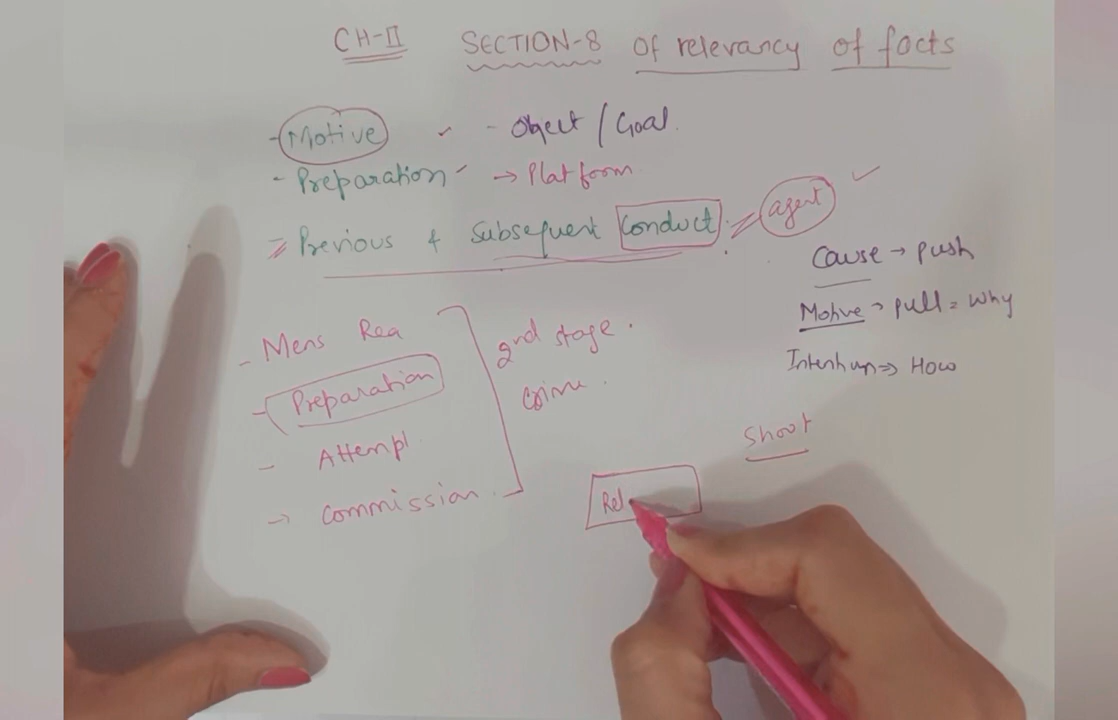 CH-II SECTION-8 Of relevancy of facts
- Motive - Object / Goal.
- Preparation → Platform
Previous & Subsequent Conduct agent
Cause → push
Motive → pull = Why
Intention → How
- Mens Rea
- Preparation
- Attempt
→ Commission
2nd stage.
crime.
Shoot
Rel